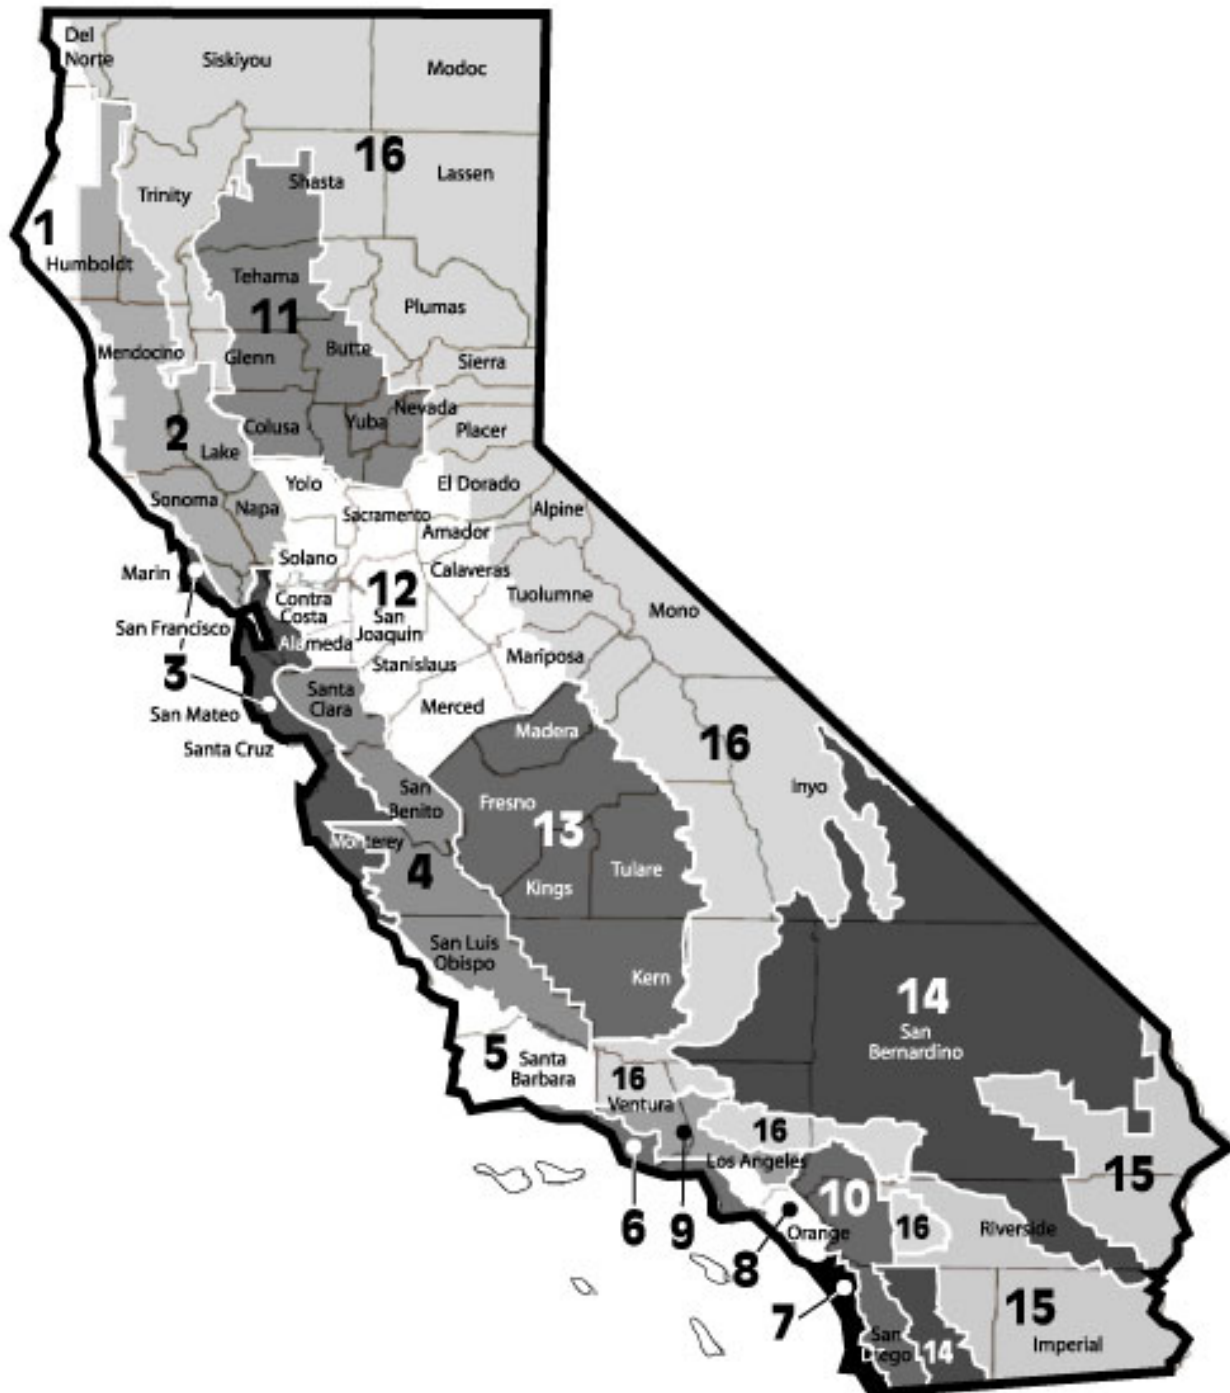 Del
Norte
Siskiyou
Modoc
16
Shasta
Lassen
Trinity
1
Humboldt
Tehama
11
Plumas
Mendocino
Glenn
Butte
Sierra
Nevada
2
Lake
Colusa
Yuba
Placer
Yolo
El Dorado
Sonoma
Napa
Sacramento
Alpine
Amador
Marin
Solano
Calaveras
12
Tuolumne
Contra
Costa
San
Joaquin
Mono
San Francisco
Alameda
3
Stanislaus
Mariposa
Santa
Clara
Merced
San Mateo
Santa Cruz
Madera
16
Inyo
San
Benito
Fresno
13
Monterey
4
Kings
Tulare
San Luis
Obispo
Kern
14
San
Bernardino
5
Santa
Barbara
16
Ventura
16
Los Angeles
15
10
6
9
8
Orange
16
Riverside
7
15
Imperial
San
Diego
14